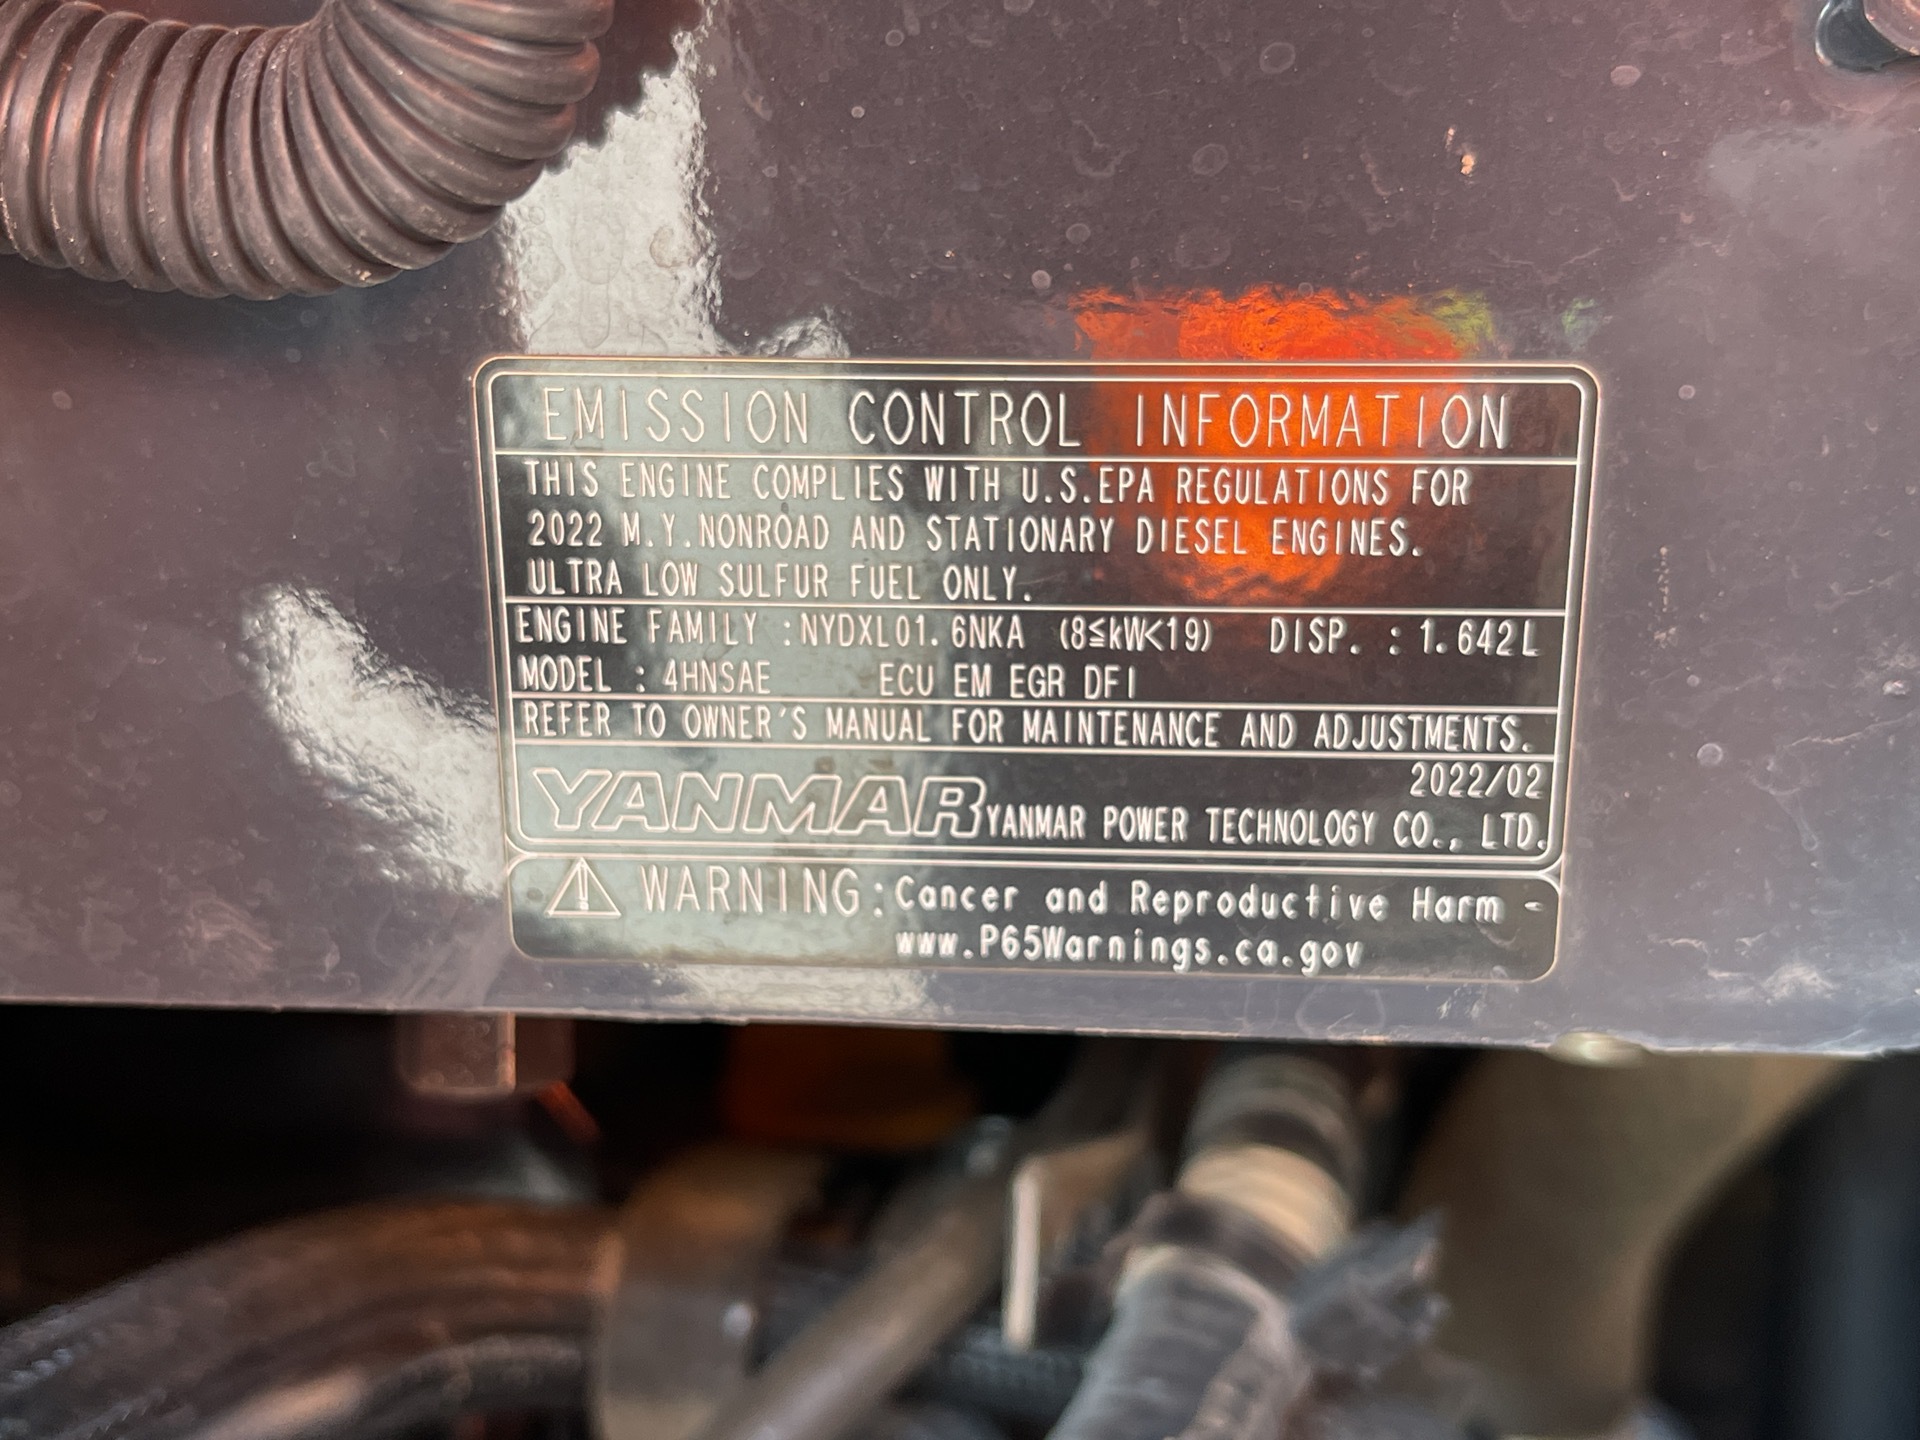 EMISSION CONTROL INFORMATION
THIS ENGINE COMPLIES WITH U.S.EPA REGULATIONS FOR
2022 M.Y.NONROAD AND STATIONARY DIESEL ENGINES.
ULTRA LOW SULFUR FUEL ONLY.
ENGINE FAMILY :NYDXL01.6NKA (8≦kW<19) DISP. : 1.642L
MODEL : 4HNSAE ECU EM EGR DFI
REFER TO OWNER'S MANUAL FOR MAINTENANCE AND ADJUSTMENTS.
2022/02
YANMAR YANMAR POWER TECHNOLOGY CO., LTD.
WARNING:Cancer and Reproductive Harm -
www.P65Warnings.ca.gov